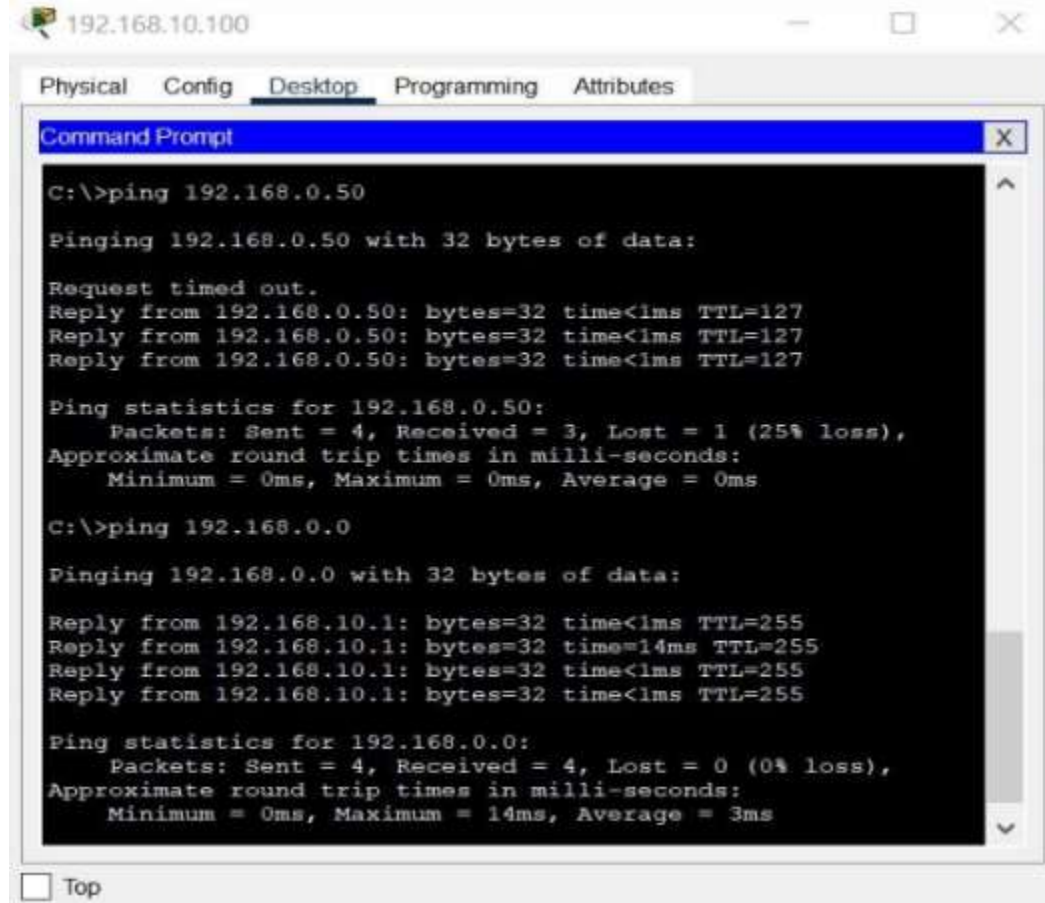 192.168.10.100
Physical Config Desktop Programming Attributes
Command Prompt X
C:\>ping 192.168.0.50
Pinging 192.168.0.50 with 32 bytes of data:
Request timed out.
Reply from 192.168.0.50: bytes=32 time<1ms TTL=127
Reply from 192.168.0.50: bytes=32 time<1ms TTL=127
Reply from 192.168.0.50: bytes=32 time<1ms TTL=127
Ping statistics for 192.168.0.50:
Packets: Sent = 4, Received = 3, Lost = 1 (25% loss),
Approximate round trip times in milli-seconds:
Minimum = 0ms, Maximum = 0ms, Average = 0ms
C:\>ping 192.168.0.0
Pinging 192.168.0.0 with 32 bytes of data:
Reply from 192.168.10.1: bytes=32 time<1ms TTL=255
Reply from 192.168.10.1: bytes=32 time=14ms TTL=255
Reply from 192.168.10.1: bytes=32 time<1ms TTL=255
Reply from 192.168.10.1: bytes=32 time<1ms TTL=255
Ping statistics for 192.168.0.0:
Packets: Sent = 4, Received = 4, Lost = 0 (0% loss),
Approximate round trip times in milli-seconds:
Minimum = 0ms, Maximum = 14ms, Average = 3ms
Top